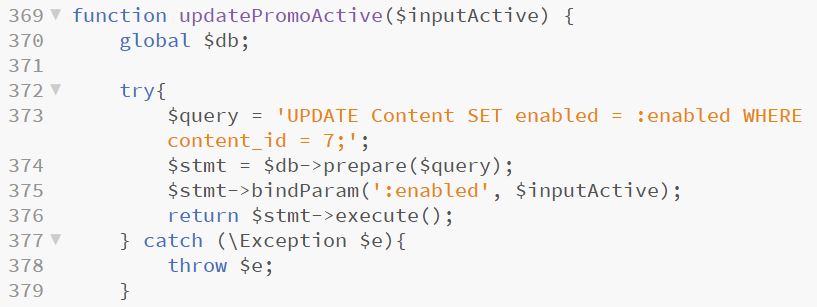 369 function updatePromoActive($inputActive) {
370 global $db;
371
372 try{
373 $query = 'UPDATE Content SET enabled = :enabled WHERE
content_id = 7;';
374 $stmt = $db->prepare($query);
375 $stmt->bindParam(':enabled', $inputActive);
376 return $stmt->execute();
377 } catch (\Exception $e){
378 throw $e;
379 }